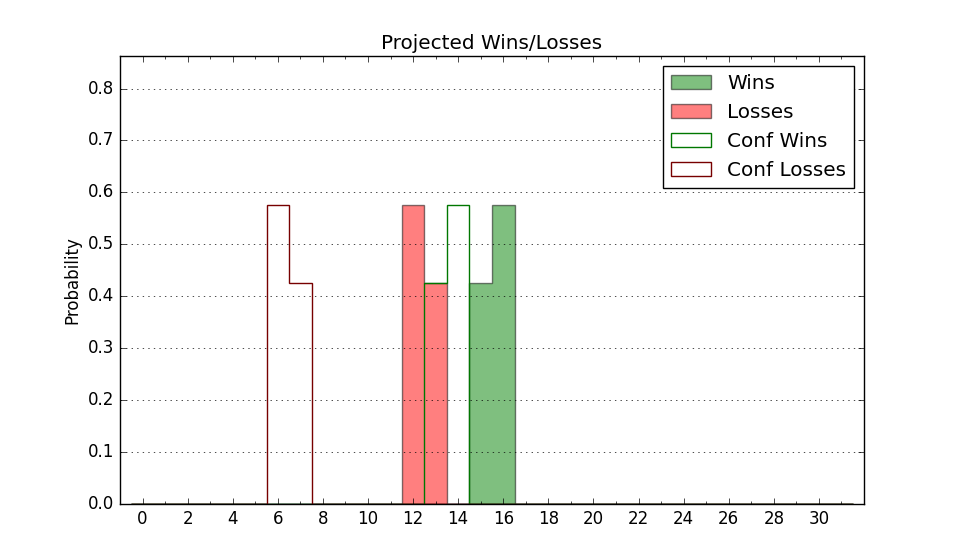 Projected Wins/Losses
Wins
Losses
Conf Wins
Conf Losses
Probability
0.8
0.7
0.6
0.5
0.4
0.3
0.2
0.1
0.0
0 2 4 6 8 10 12 14 16 18 20 22 24 26 28 30